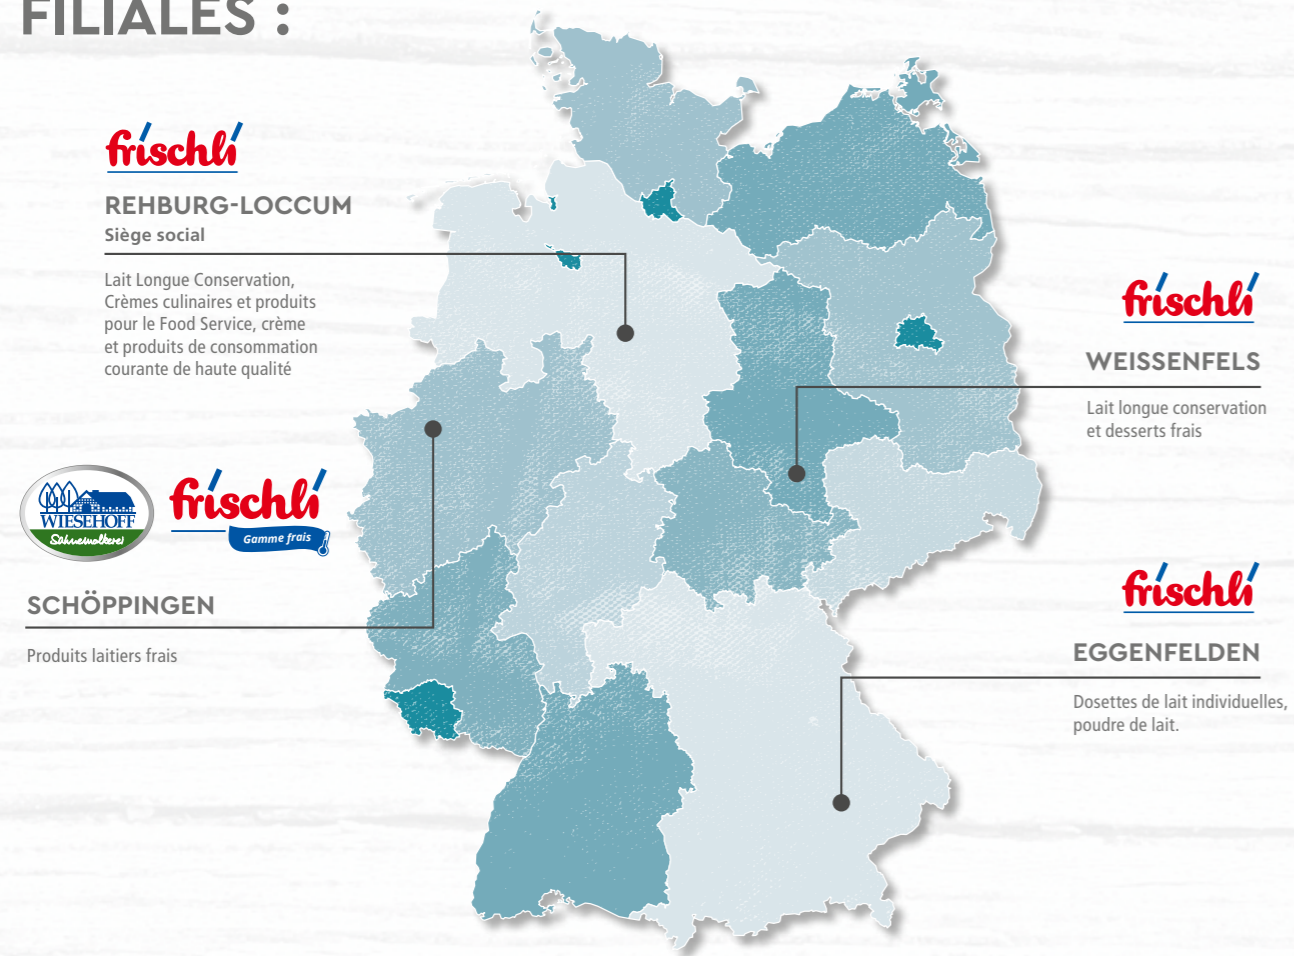 FILIALES :
frischli
REHBURG-LOCCUM
Siège social
Lait Longue Conservation,
Crèmes culinaires et produits
pour le Food Service, crème
et produits de consommation
courante de haute qualité
WIESEHOFF
Sahnemolkerei
frischli
Gamme frais
SCHÖPPINGEN
Produits laitiers frais
frischli
WEISSENFELS
Lait longue conservation
et desserts frais
frischli
EGGENFELDEN
Dosettes de lait individuelles,
poudre de lait.